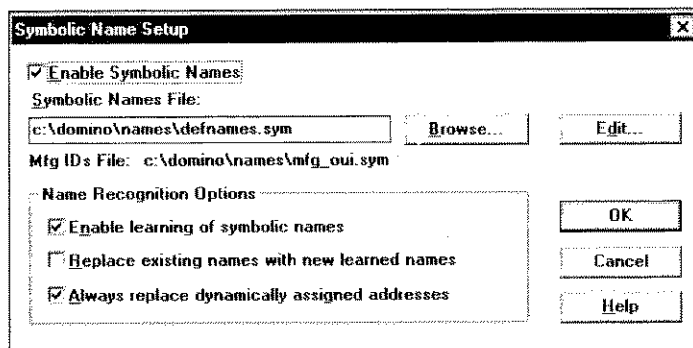 Symbolic Name Setup
Enable Symbolic Names
Symbolic Names File:
c:\domino\names\defnames.sym
Browse...
Edit...
Mfg IDs File: c:\domino\names\mfg_oui.sym
Name Recognition Options
Enable learning of symbolic names
OK
Replace existing names with new learned names
Cancel
Always replace dynamically assigned addresses
Help